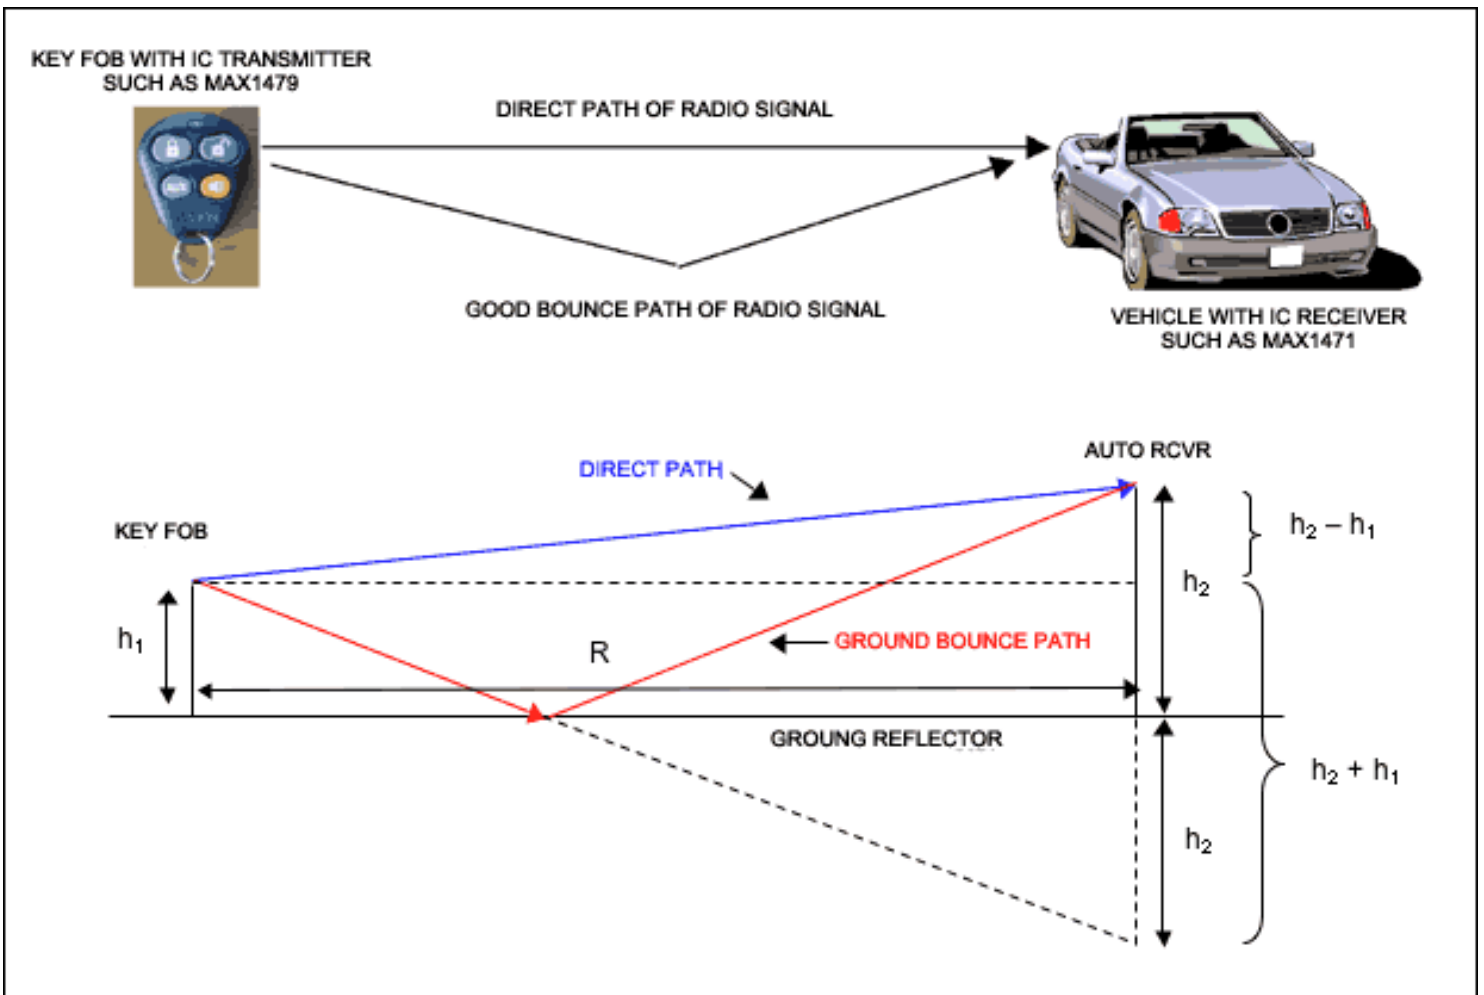 KEY FOB WITH IC TRANSMITTER
SUCH AS MAX1479
DIRECT PATH OF RADIO SIGNAL
GOOD BOUNCE PATH OF RADIO SIGNAL
VEHICLE WITH IC RECEIVER
SUCH AS MAX1471
AUTO RCVR
DIRECT PATH
KEY FOB
h₂ – h₁
h₂
h₁
R
GROUND BOUNCE PATH
GROUNG REFLECTOR
h₂ + h₁
h₂